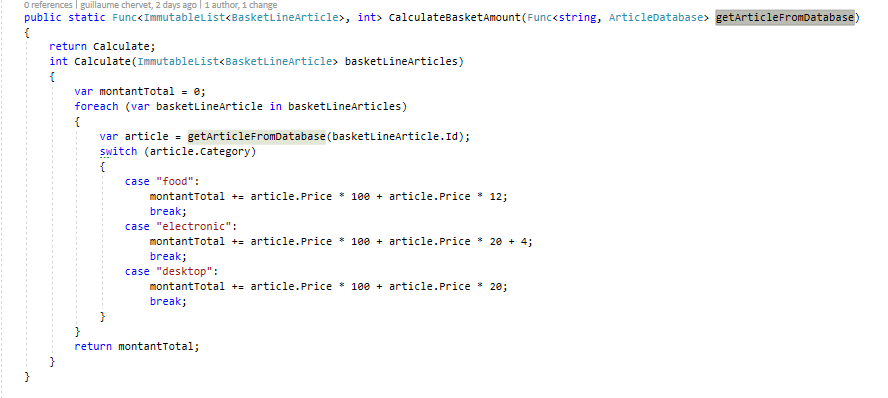 0 references | guillaume chervet, 2 days ago | 1 author, 1 change
public static Func<ImmutableList<BasketLineArticle>, int> CalculateBasketAmount(Func<string, ArticleDatabase> getArticleFromDatabase)
{
return Calculate;
int Calculate(ImmutableList<BasketLineArticle> basketLineArticles)
{
var montantTotal = 0;
foreach (var basketLineArticle in basketLineArticles)
{
var article = getArticleFromDatabase(basketLineArticle.Id);
switch (article.Category)
{
case "food":
montantTotal += article.Price * 100 + article.Price * 12;
break;
case "electronic":
montantTotal += article.Price * 100 + article.Price * 20 + 4;
break;
case "desktop":
montantTotal += article.Price * 100 + article.Price * 20;
break;
}
}
return montantTotal;
}
}